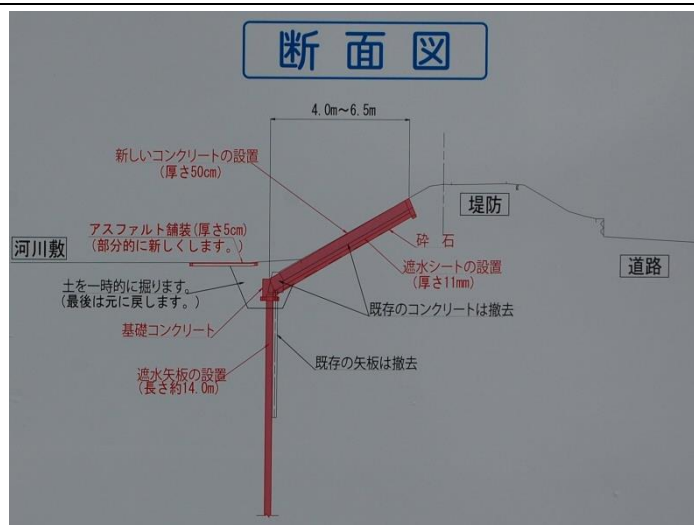 断面図
4.0m～6.5m
新しいコンクリートの設置
(厚さ50cm)
アスファルト舗装(厚さ5cm)
(部分的に新しくします。)
河川敷
堤防
道路
砕石
遮水シートの設置
(厚さ11mm)
土を一時的に掘ります。
(最後は元に戻します。)
既存のコンクリートは撤去
基礎コンクリート
既存の矢板は撤去
遮水矢板の設置
(長さ約14.0m)